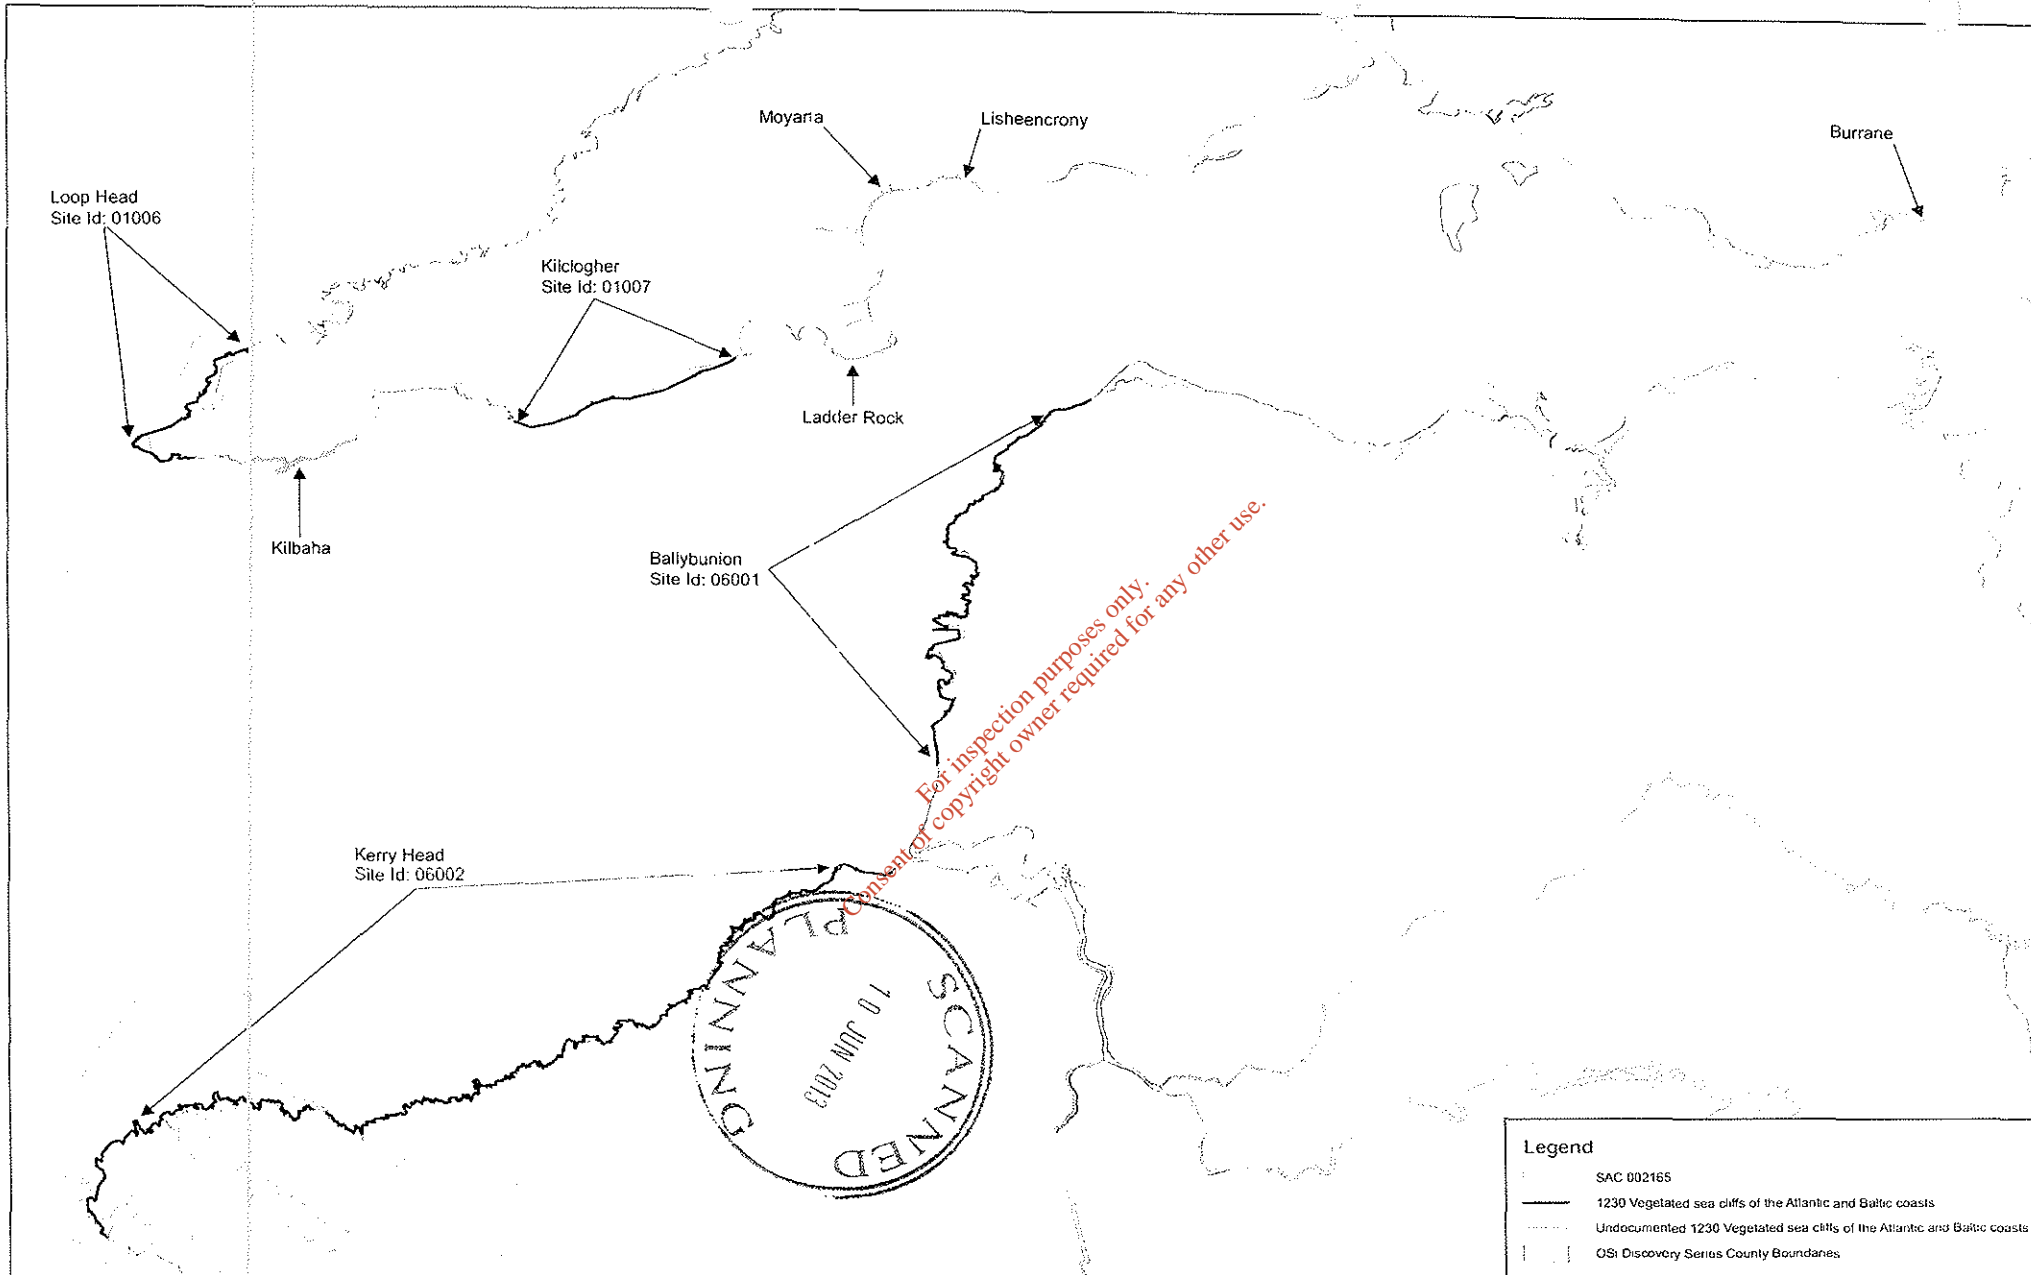 Moyarta
Lisheencrony
Burrane
Loop Head
Site Id: 01006
Kilclogher
Site Id: 01007
Ladder Rock
Kilbaha
Ballybunion
Site Id: 06001
For inspection purposes only.
Consent of copyright owner required for any other use.
Kerry Head
Site Id: 06002
PLANNING
10 JUN 2013
SCANNED
Legend
SAC 002165
1230 Vegetated sea cliffs of the Atlantic and Baltic coasts
Undocumented 1230 Vegetated sea cliffs of the Atlantic and Baltic coasts
OSi Discovery Series County Boundaries